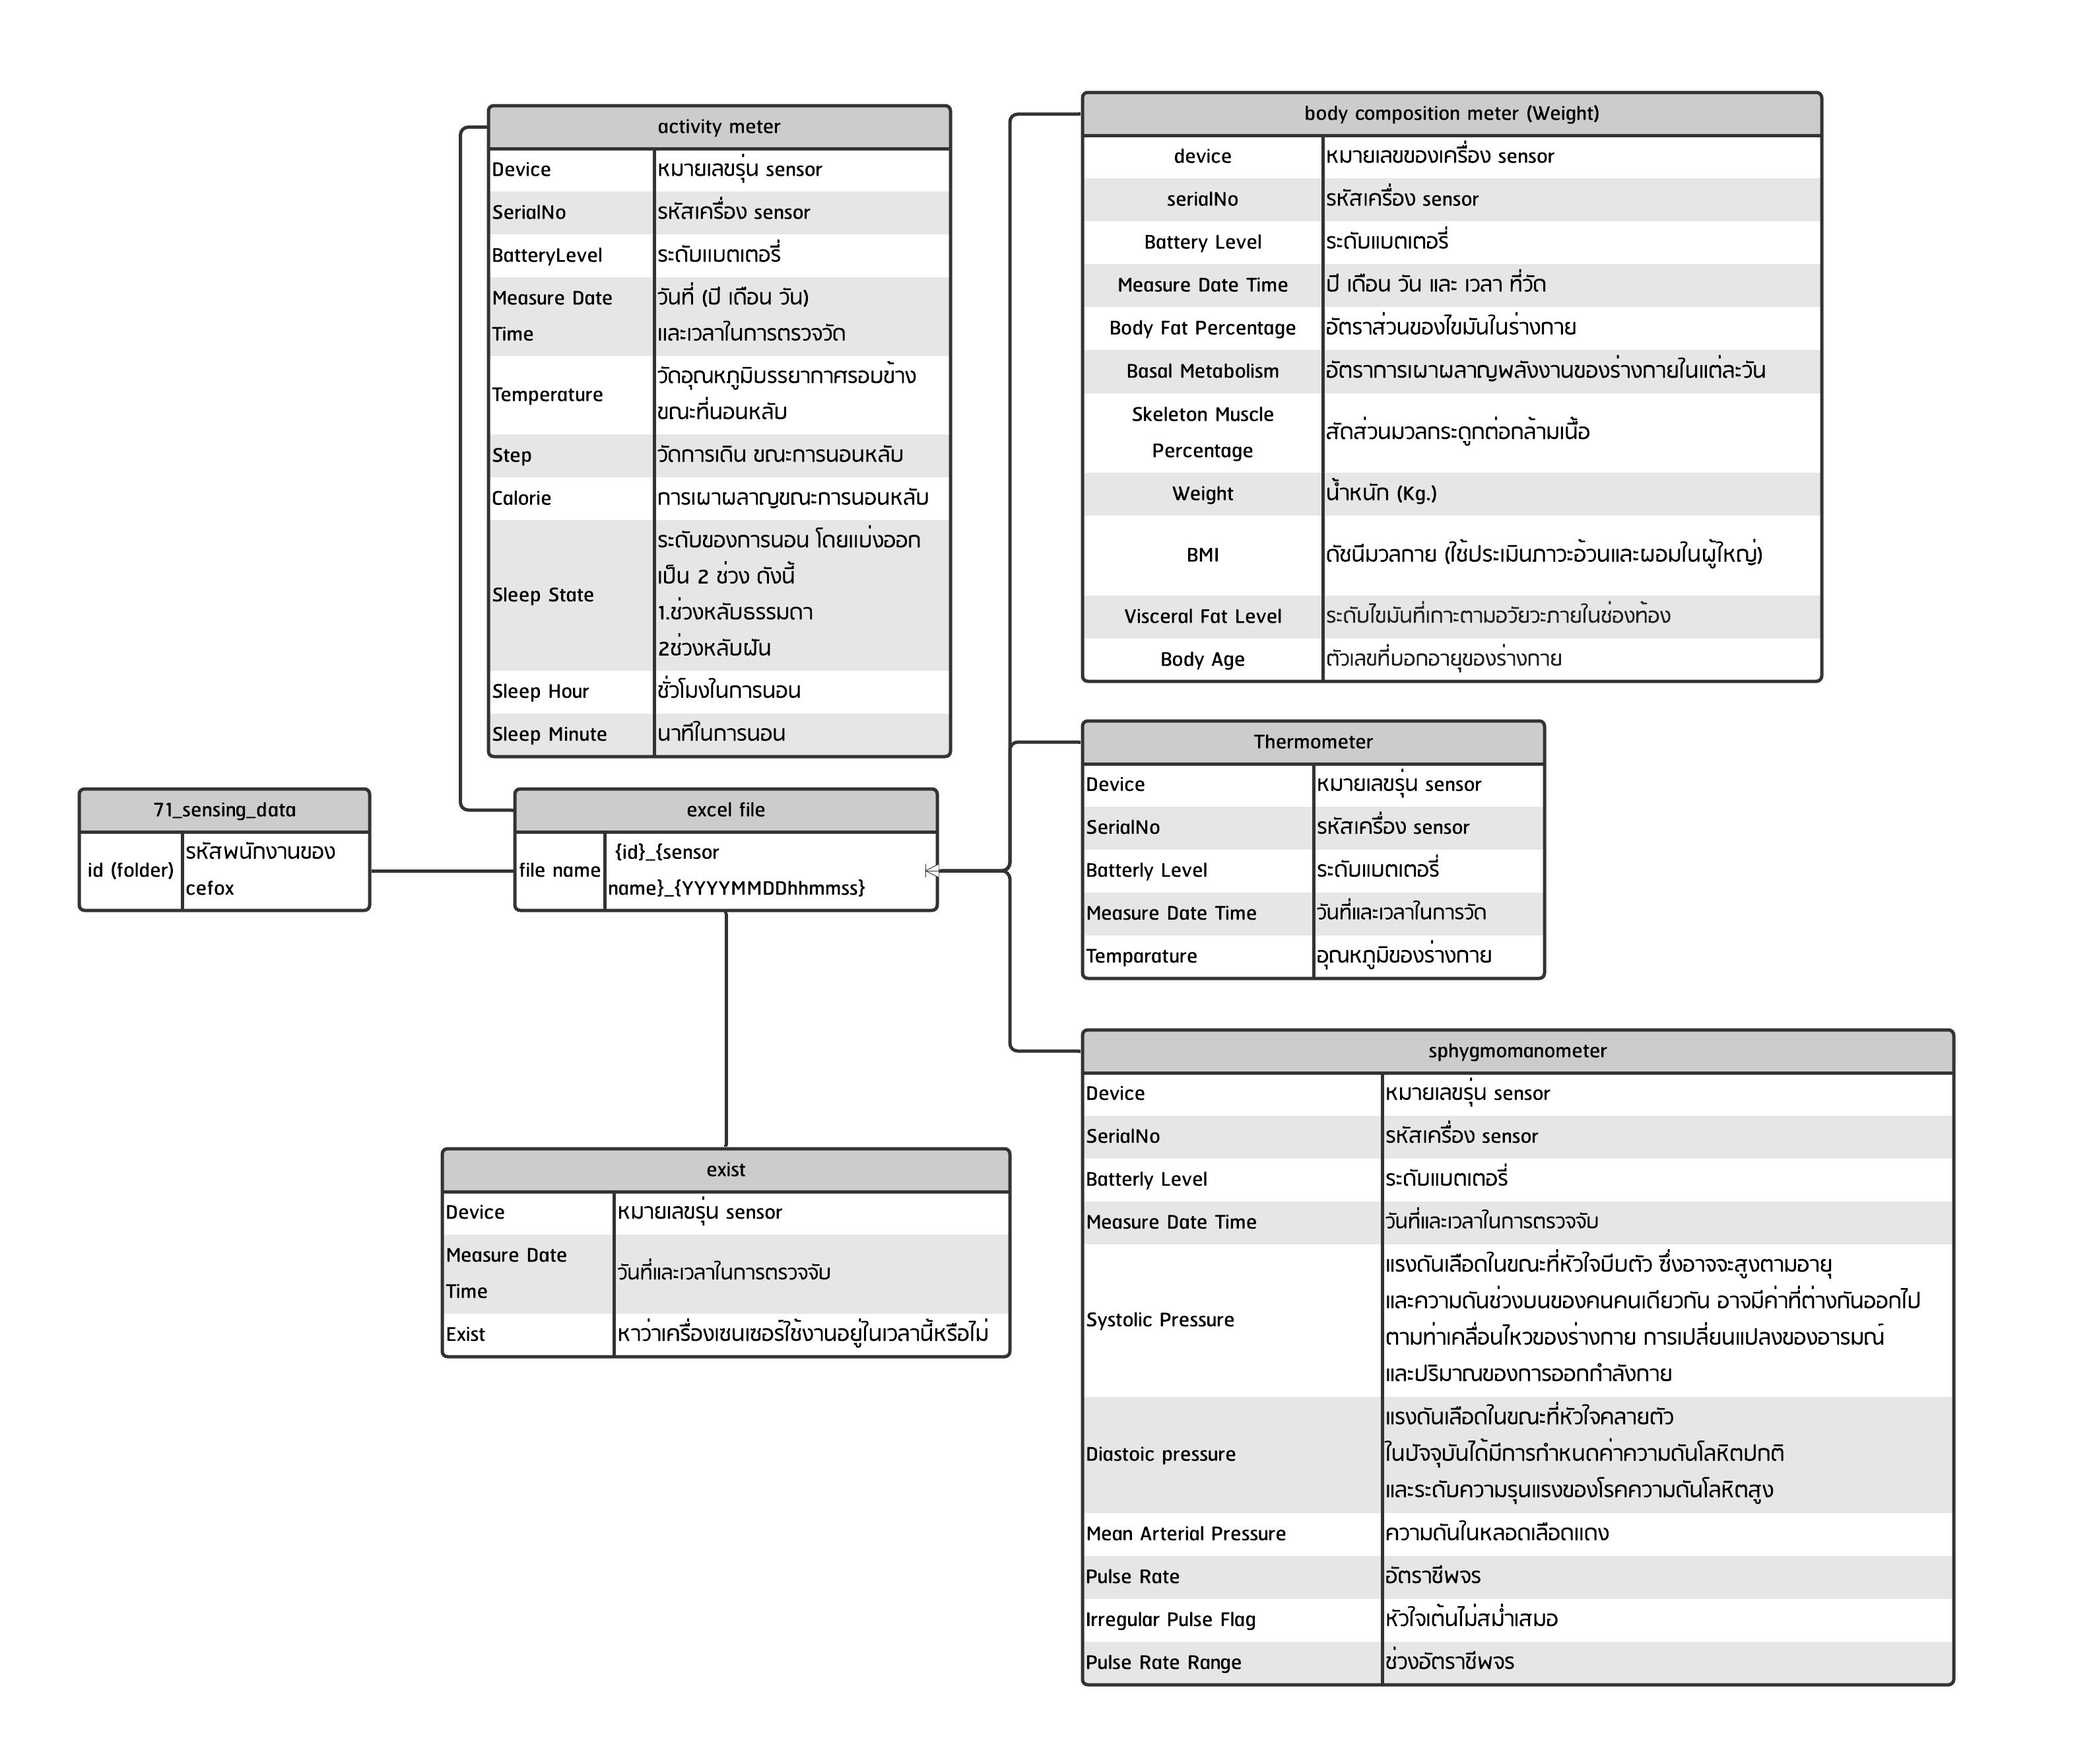 activity meter
Device หมายเลขรุ่น sensor
SerialNo รหัสเครื่อง sensor
BatteryLevel ระดับแบตเตอรี่
Measure Date วันที่ (ปี เดือน วัน)
Time และเวลาในการตรวจวัด
Temperature วัดอุณหภูมิบรรยากาศรอบข้าง
ขณะที่นอนหลับ
Step วัดการเดิน ขณะการนอนหลับ
Calorie การเผาผลาญขณะการนอนหลับ
Sleep State ระดับของการนอน โดยแบ่งออก
เป็น 2 ช่วง ดังนี้
1.ช่วงหลับธรรมดา
2ช่วงหลับฝัน
Sleep Hour ชั่วโมงในการนอน
Sleep Minute นาทีในการนอน
body composition meter (Weight)
device หมายเลขของเครื่อง sensor
serialNo รหัสเครื่อง sensor
Battery Level ระดับแบตเตอรี่
Measure Date Time ปี เดือน วัน และ เวลา ที่วัด
Body Fat Percentage อัตราส่วนของไขมันในร่างกาย
Basal Metabolism อัตราการเผาผลาญพลังงานของร่างกายในแต่ละวัน
Skeleton Muscle
Percentage สัดส่วนมวลกระดูกต่อกล้ามเนื้อ
Weight น้ำหนัก (Kg.)
BMI ดัชนีมวลกาย (ใช้ประเมินภาวะอ้วนและผอมในผู้ใหญ่)
Visceral Fat Level ระดับไขมันที่เกาะตามอวัยวะภายในช่องท้อง
Body Age ตัวเลขที่บอกอายุของร่างกาย
71_sensing_data
id (folder) รหัสพนักงานของ
cefox
excel file
file name {id}_{sensor
name}_{YYYYMMDDhhmmss}
Thermometer
Device หมายเลขรุ่น sensor
SerialNo รหัสเครื่อง sensor
Batterly Level ระดับแบตเตอรี่
Measure Date Time วันที่และเวลาในการวัด
Temparature อุณหภูมิของร่างกาย
exist
Device หมายเลขรุ่น sensor
Measure Date
Time วันที่และเวลาในการตรวจจับ
Exist หาว่าเครื่องเซนเซอร์ใช้งานอยู่ในเวลานี้หรือไม่
sphygmomanometer
Device หมายเลขรุ่น sensor
SerialNo รหัสเครื่อง sensor
Batterly Level ระดับแบตเตอรี่
Measure Date Time วันที่และเวลาในการตรวจจับ
Systolic Pressure แรงดันเลือดในขณะที่หัวใจบีบตัว ซึ่งอาจจะสูงตามอายุ
และความดันช่วงบนของคนคนเดียวกัน อาจมีค่าที่ต่างกันออกไป
ตามท่าเคลื่อนไหวของร่างกาย การเปลี่ยนแปลงของอารมณ์
และปริมาณของการออกกำลังกาย
Diastoic pressure แรงดันเลือดในขณะที่หัวใจคลายตัว
ในปัจจุบันได้มีการกำหนดค่าความดันโลหิตปกติ
และระดับความรุนแรงของโรคความดันโลหิตสูง
Mean Arterial Pressure ความดันในหลอดเลือดแดง
Pulse Rate อัตราชีพจร
Irregular Pulse Flag หัวใจเต้นไม่สม่ำเสมอ
Pulse Rate Range ช่วงอัตราชีพจร